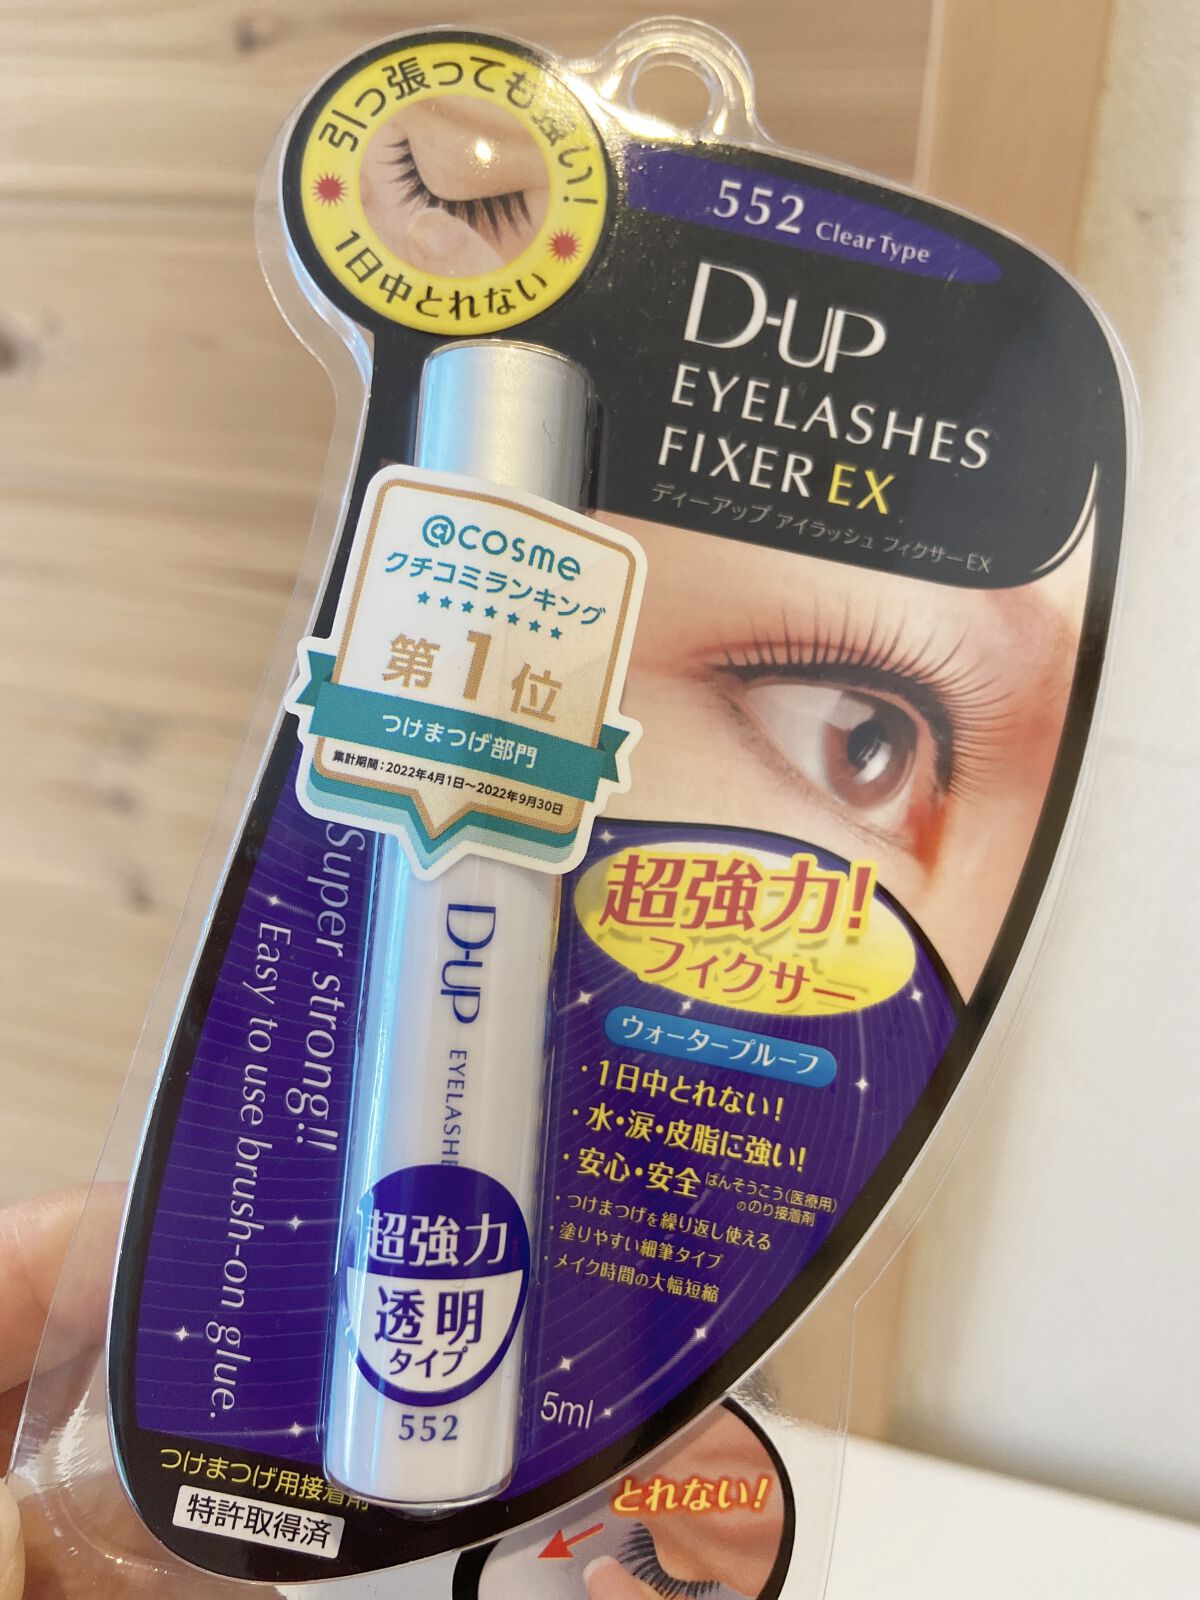 引っ張っても強い!
1日中とれない
552 Clear Type
D-UP
EYELASHES
FIXER EX
ディーアップ アイラッシュ フィクサーEX
@cosme
クチコミランキング
第1位
つけまつげ部門
集計期間:2022年4月1日〜2022年9月30日
Super strong!!
Easy to use brush-on glue.
D-UP
EYELASHE
超強力
透明
タイプ
552
超強力!
フィクサー
ウォータープルーフ
・1日中とれない!
・水・涙・皮脂に強い!
・安心・安全 ばんそうこう(医療用)
ののり接着剤
・つけまつげを繰り返し使える
・塗りやすい細筆タイプ
・メイク時間の大幅短縮
5ml
つけまつげ用接着剤
特許取得済
とれない!